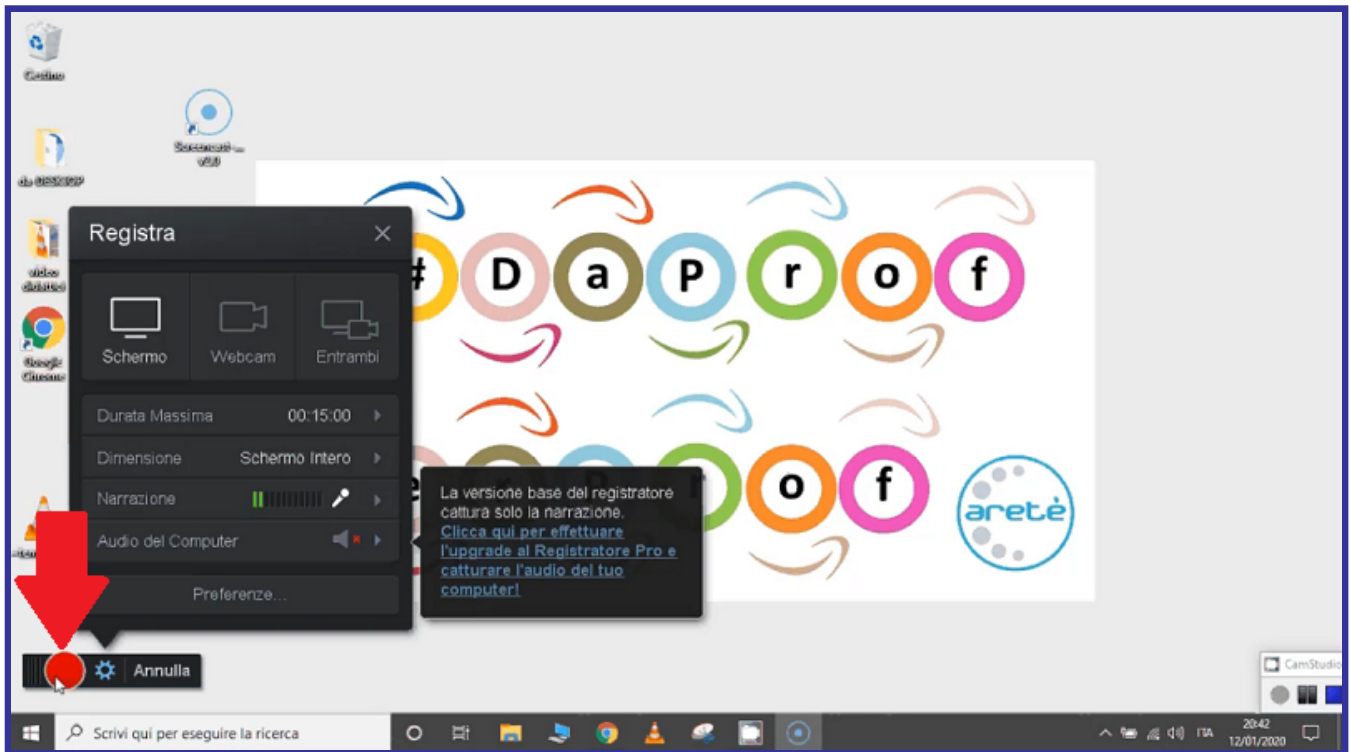 Cestino
da DESKTOP
Registra
Schermo
Webcam
Entrambi
Durata Massima 00:15:00
Dimensione Schermo Intero
Narrazione
Audio del Computer
Preferenze...
Annulla
# D a P r o f
r o f
aretè
La versione base del registratore
cattura solo la narrazione.
Clicca qui per effettuare
l'upgrade al Registratore Pro e
catturare l'audio del tuo
computer!
CamStudio
Scrivi qui per eseguire la ricerca
ITA
20:42
12/01/2020